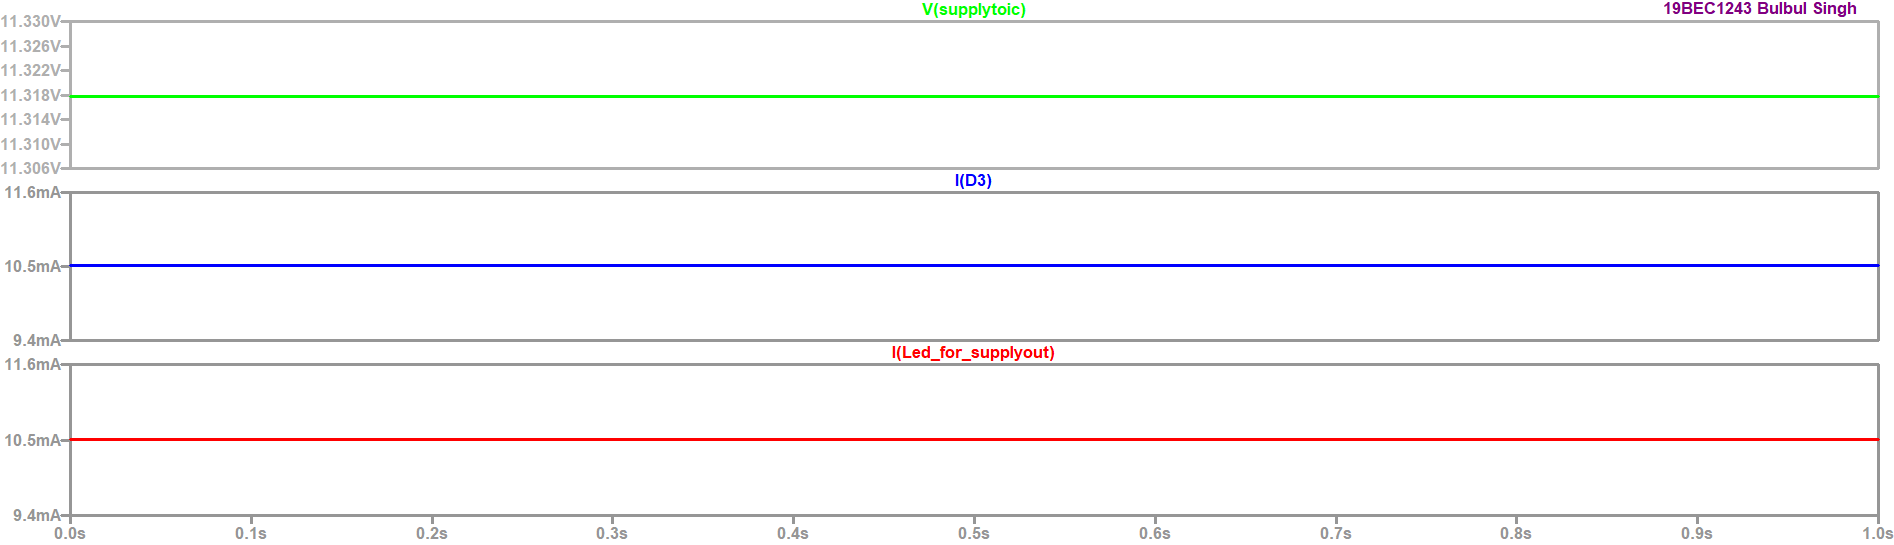 V(supplytoic)
19BEC1243 Bulbul Singh
11.330V
11.326V
11.322V
11.318V
11.314V
11.310V
11.306V
I(D3)
11.6mA
10.5mA
9.4mA
I(Led_for_supplyout)
11.6mA
10.5mA
9.4mA
0.0s 0.1s 0.2s 0.3s 0.4s 0.5s 0.6s 0.7s 0.8s 0.9s 1.0s